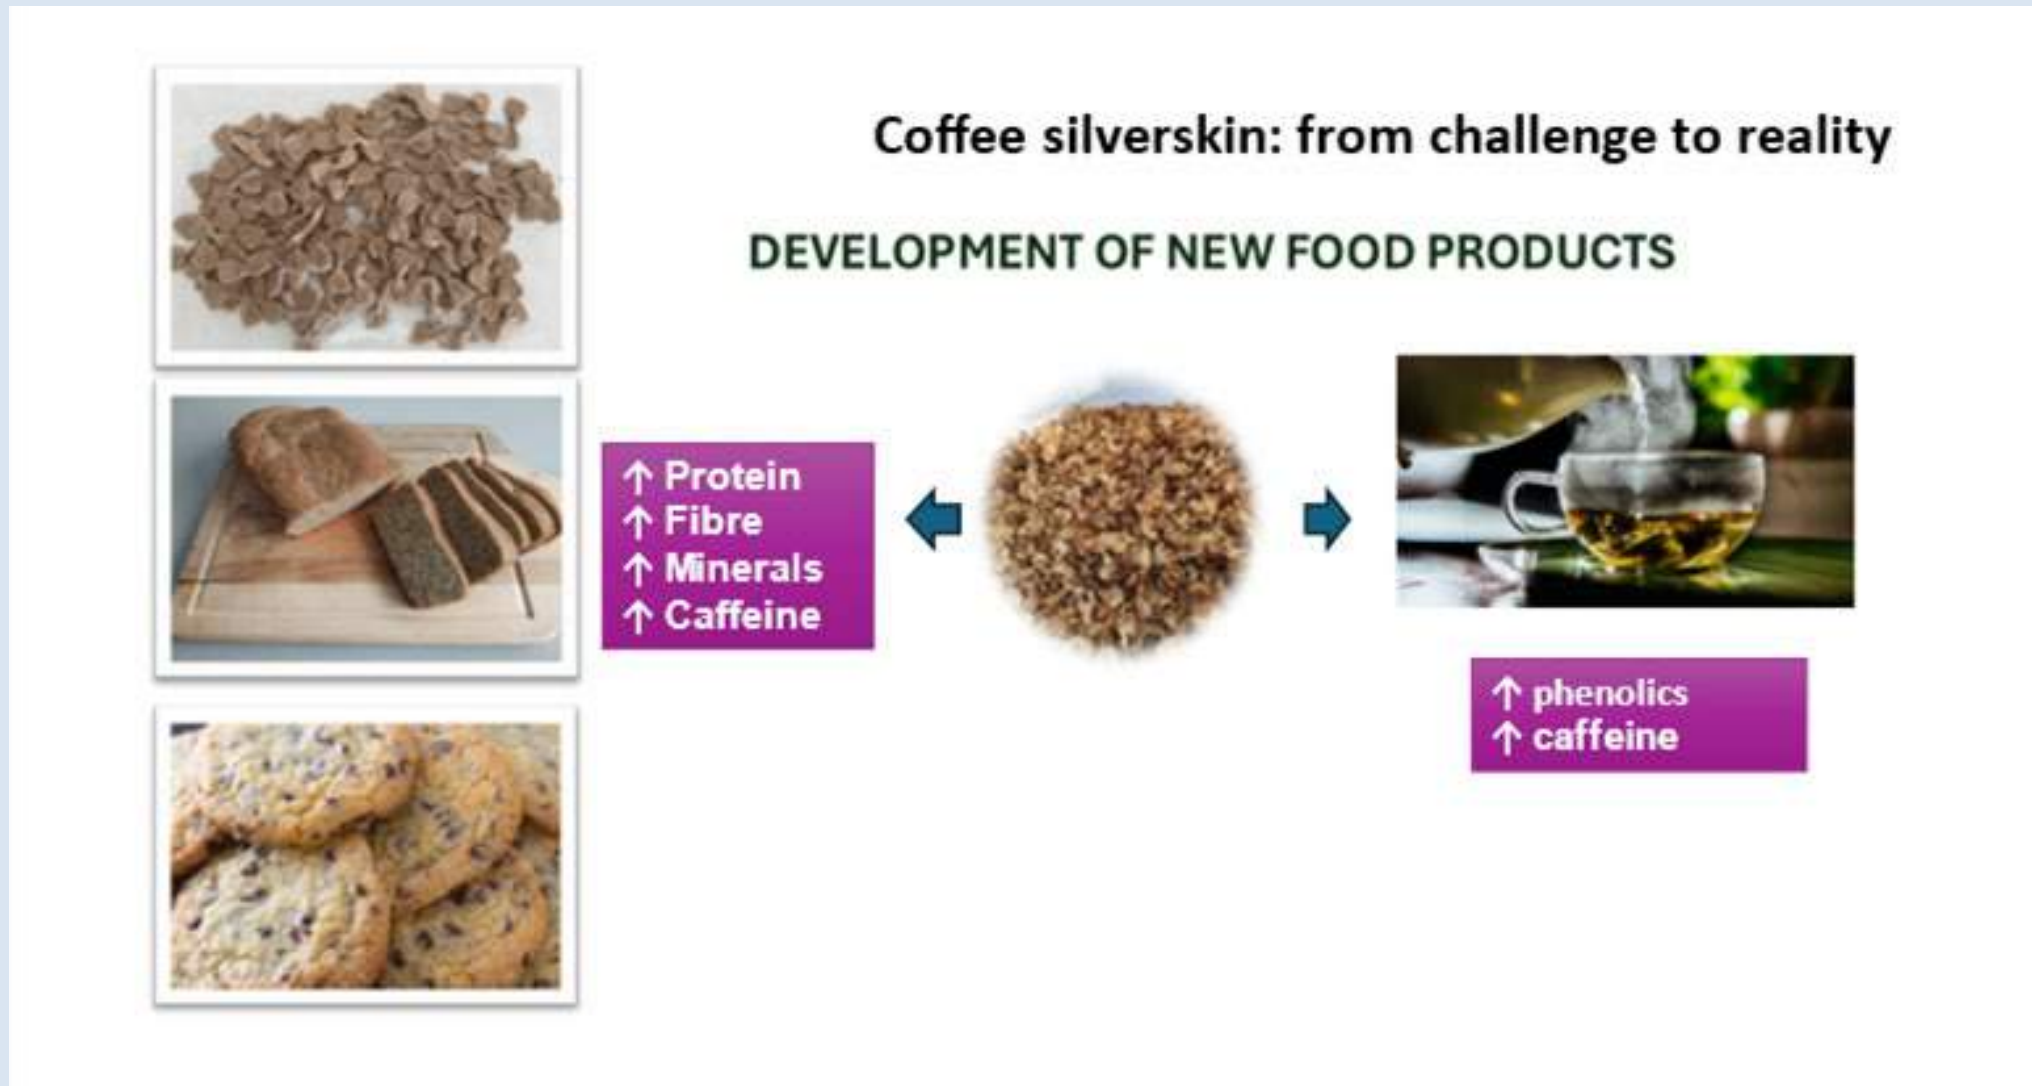 Coffee silverskin: from challenge to reality
DEVELOPMENT OF NEW FOOD PRODUCTS
↑ Protein
↑ Fibre
↑ Minerals
↑ Caffeine
↑ phenolics
↑ caffeine